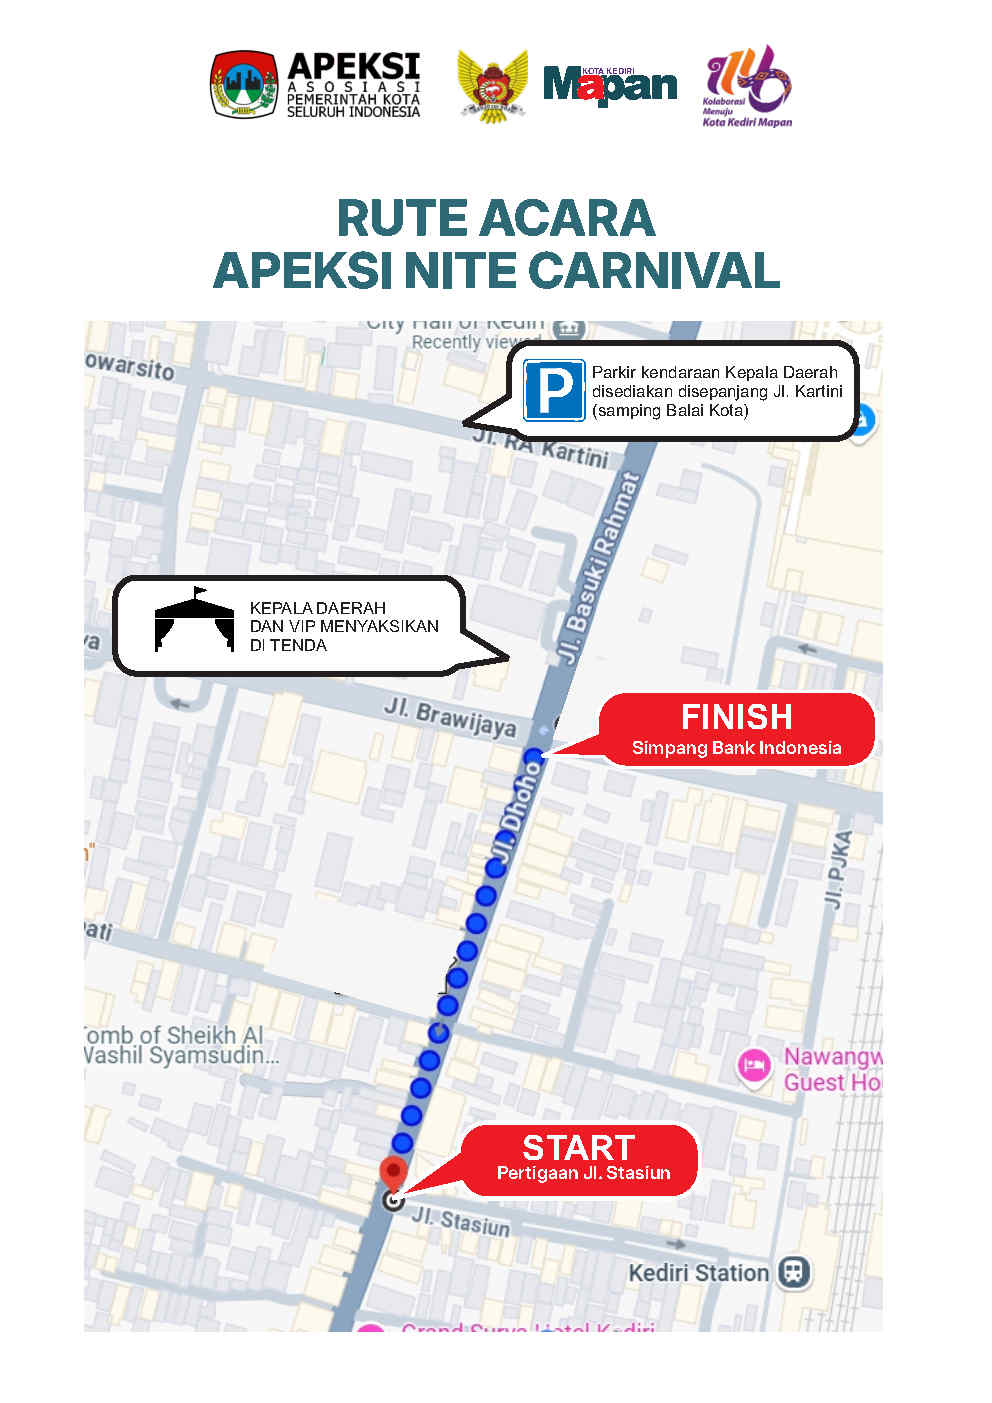 APEKSI
ASOSIASI
PEMERINTAH KOTA
SELURUH INDONESIA
KOTA KEDIRI
Mapan
Kolaborasi
Menuju
Kota Kediri Mapan
RUTE ACARA
APEKSI NITE CARNIVAL
City Hall of Kediri
Recently viewed
owarsito
P
Parkir kendaraan Kepala Daerah
disediakan disepanjang Jl. Kartini
(samping Balai Kota)
Jl. RA Kartini
Jl. Basuki Rahmat
KEPALA DAERAH
DAN VIP MENYAKSIKAN
DI TENDA
ya
Jl. Brawijaya
FINISH
Simpang Bank Indonesia
Jl. Dhoho
Jl. PJKA
ati
Tomb of Sheikh Al
Washil Syamsudin...
Nawangw
Guest Ho
START
Pertigaan Jl. Stasiun
Jl. Stasiun
Kediri Station
Grand Surya Hotel Kediri